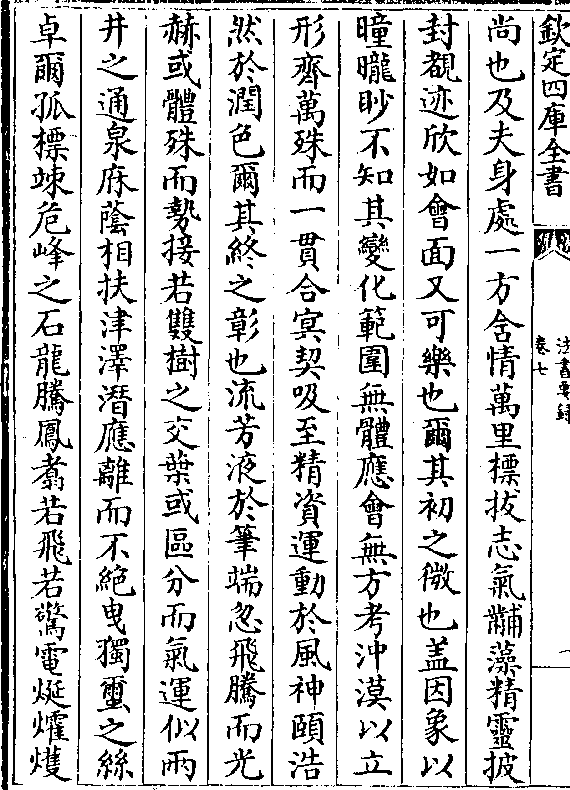 欽定四庫全書
法書要録
卷七
一
尚也及夫身處一方含情萬里標拔志氣黼藻精靈披
封覩迹欣如會面又可樂也爾其初之微也盖因象以
曈曨眇不知其變化範圍無體應會無方考沖漠以立
形齊萬殊而一貫合㝠契吸至精資運動於風神頤浩
然於潤色爾其終之彰也流芳液於筆端忽飛騰而光
赫或體殊而勢接若雙樹之交葉或區分而氣運似兩
井之通泉庥蔭相扶津澤潛應離而不絶曳獨蠒之絲
卓爾孤標竦危峰之石龍騰鳳翥若飛若驚電烻爠㸌